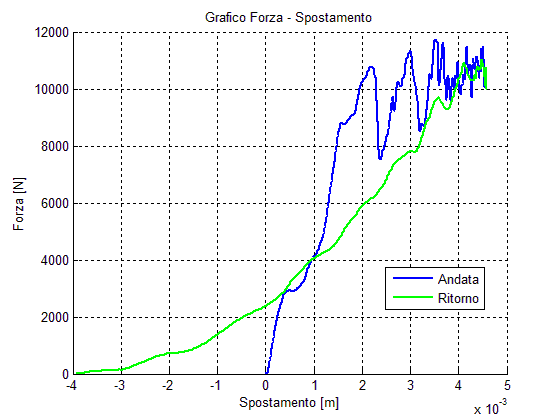 Grafico Forza - Spostamento
12000
10000
8000
6000
4000
2000
0
Forza [N]
Andata
Ritorno
-4 -3 -2 -1 0 1 2 3 4 5
Spostamento [m]
x 10^-3